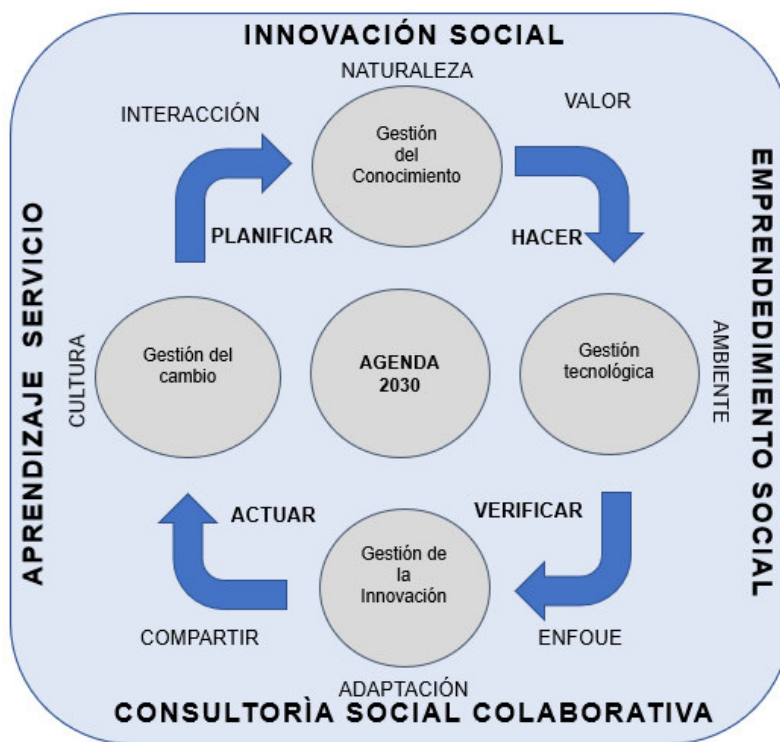 INNOVACIÓN SOCIAL
NATURALEZA
INTERACCIÓN
VALOR
Gestión
del
Conocimiento
PLANIFICAR
HACER
APRENDIZAJE SERVICIO
CULTURA
Gestión del
cambio
AGENDA
2030
Gestión
tecnológica
AMBIENTE
EMPRENDEDIMIENTO SOCIAL
ACTUAR
VERIFICAR
Gestión de
la
Innovación
COMPARTIR
ENFOUE
ADAPTACIÓN
CONSULTORÌA SOCIAL COLABORATIVA